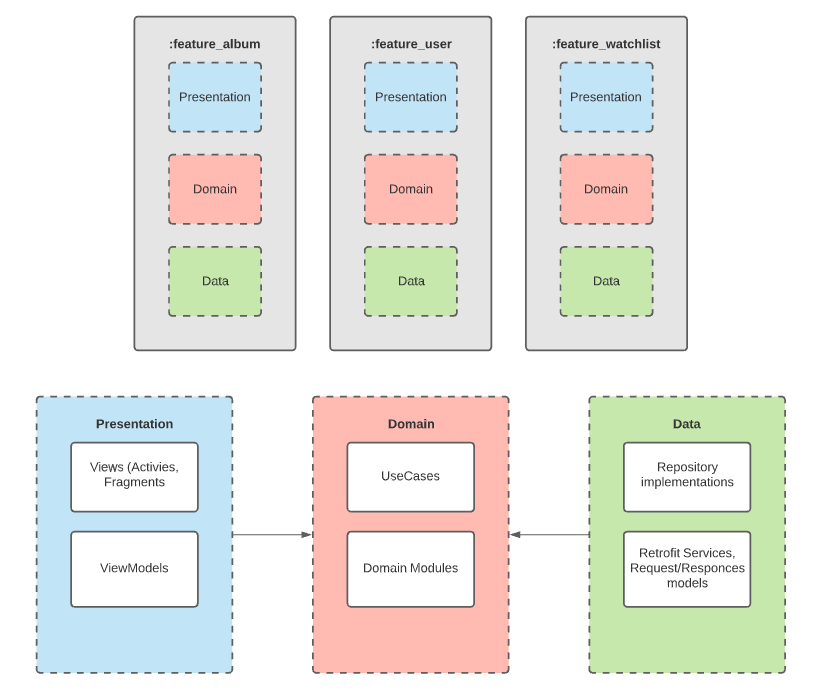 :feature_album
Presentation
Domain
Data
:feature_user
Presentation
Domain
Data
:feature_watchlist
Presentation
Domain
Data
Presentation
Views (Activies,
Fragments
ViewModels
Domain
UseCases
Domain Modules
Data
Repository
implementations
Retrofit Services,
Request/Responces
models